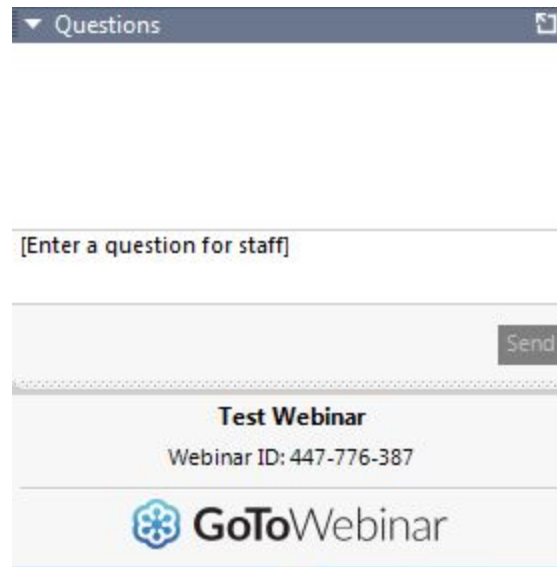 Questions
[Enter a question for staff]
Send
Test Webinar
Webinar ID: 447-776-387
GoToWebinar